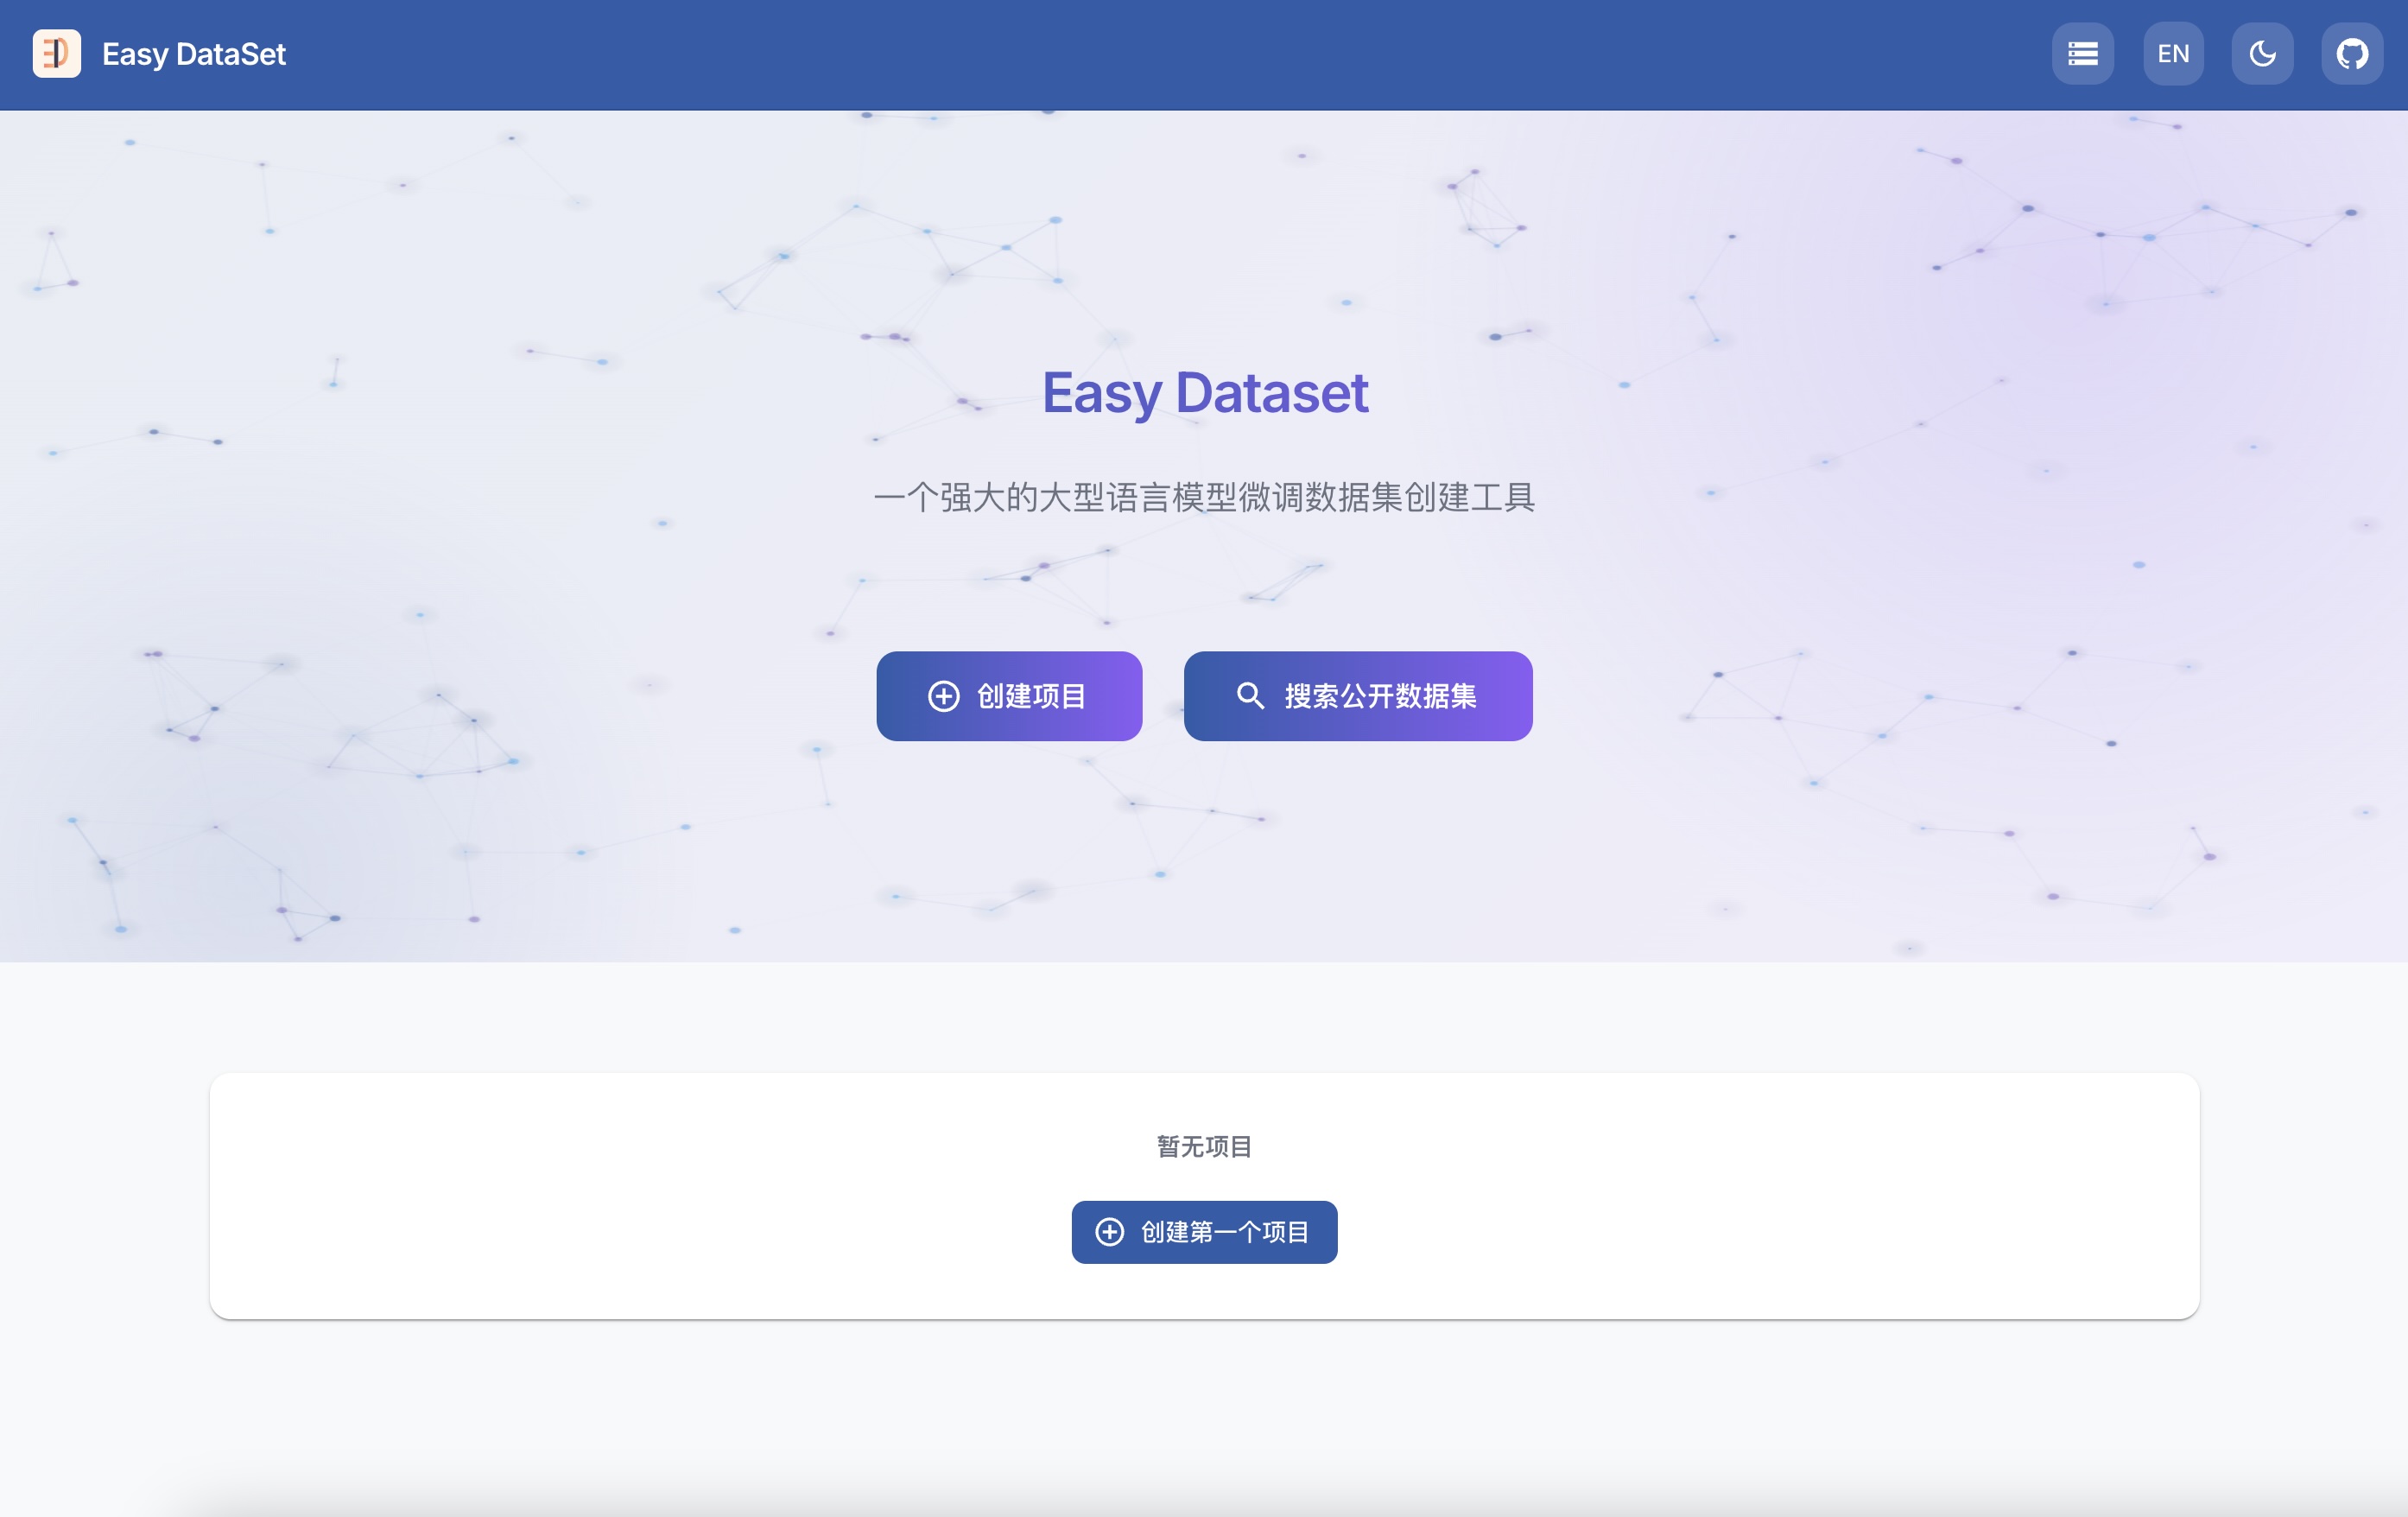 Easy DataSet
EN
Easy Dataset
一个强大的大型语言模型微调数据集创建工具
创建项目
搜索公开数据集
暂无项目
创建第一个项目